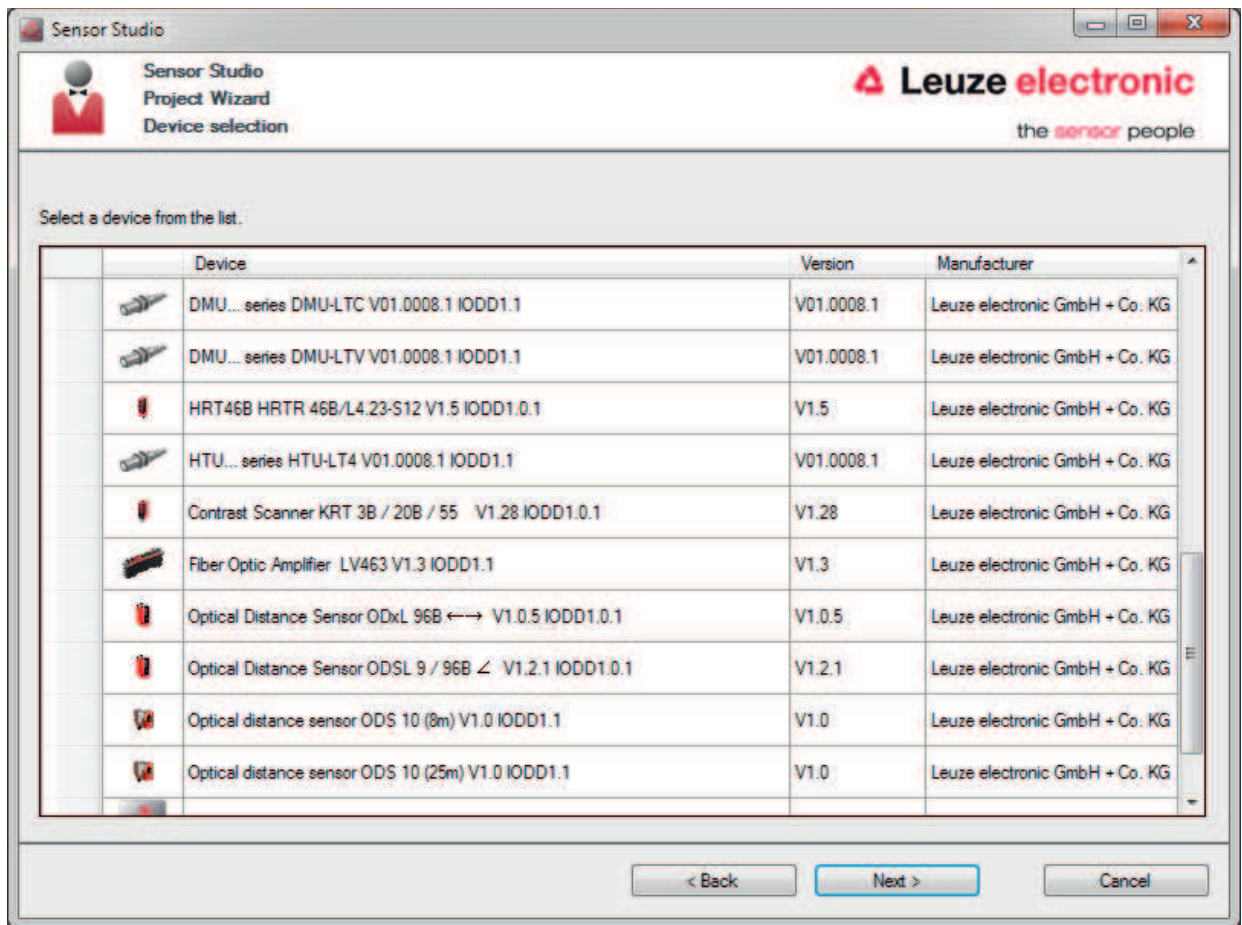 Sensor Studio
Sensor Studio
Project Wizard
Device selection
Leuze electronic
the sensor people
Select a device from the list.
Device Version Manufacturer
DMU... series DMU-LTC V01.0008.1 IODD1.1 V01.0008.1 Leuze electronic GmbH + Co. KG
DMU... series DMU-LTV V01.0008.1 IODD1.1 V01.0008.1 Leuze electronic GmbH + Co. KG
HRT46B HRTR 46B/L4.23-S12 V1.5 IODD1.0.1 V1.5 Leuze electronic GmbH + Co. KG
HTU... series HTU-LT4 V01.0008.1 IODD1.1 V01.0008.1 Leuze electronic GmbH + Co. KG
Contrast Scanner KRT 3B / 20B / 55 V1.28 IODD1.0.1 V1.28 Leuze electronic GmbH + Co. KG
Fiber Optic Amplifier LV463 V1.3 IODD1.1 V1.3 Leuze electronic GmbH + Co. KG
Optical Distance Sensor ODxL 96B ←→ V1.0.5 IODD1.0.1 V1.0.5 Leuze electronic GmbH + Co. KG
Optical Distance Sensor ODSL 9 / 96B ∠ V1.2.1 IODD1.0.1 V1.2.1 Leuze electronic GmbH + Co. KG
Optical distance sensor ODS 10 (8m) V1.0 IODD1.1 V1.0 Leuze electronic GmbH + Co. KG
Optical distance sensor ODS 10 (25m) V1.0 IODD1.1 V1.0 Leuze electronic GmbH + Co. KG
< Back Next > Cancel